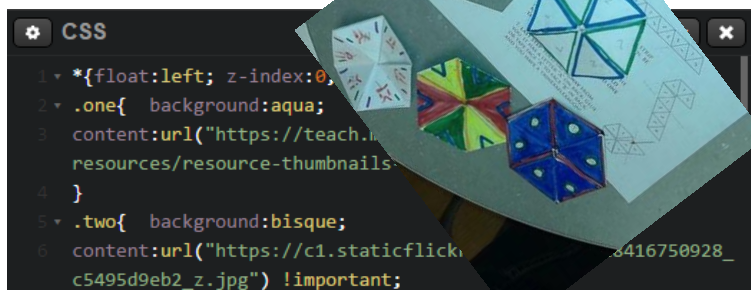 CSS
1 *{float:left; z-index:0;
2 .one{ background:aqua;
3 content:url("https://teach.m
resources/resource-thumbnails-
4 }
5 .two{ background:bisque;
6 content:url("https://c1.staticflick 8416750928_
c5495d9eb2_z.jpg") !important;